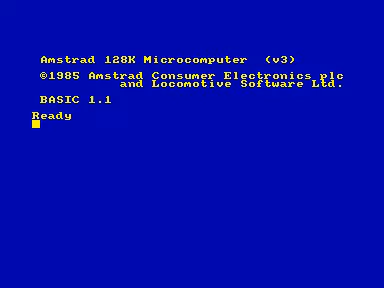 Amstrad 128K Microcomputer  (v3)
©1985 Amstrad Consumer Electronics plc
and Locomotive Software Ltd.
BASIC 1.1
Ready